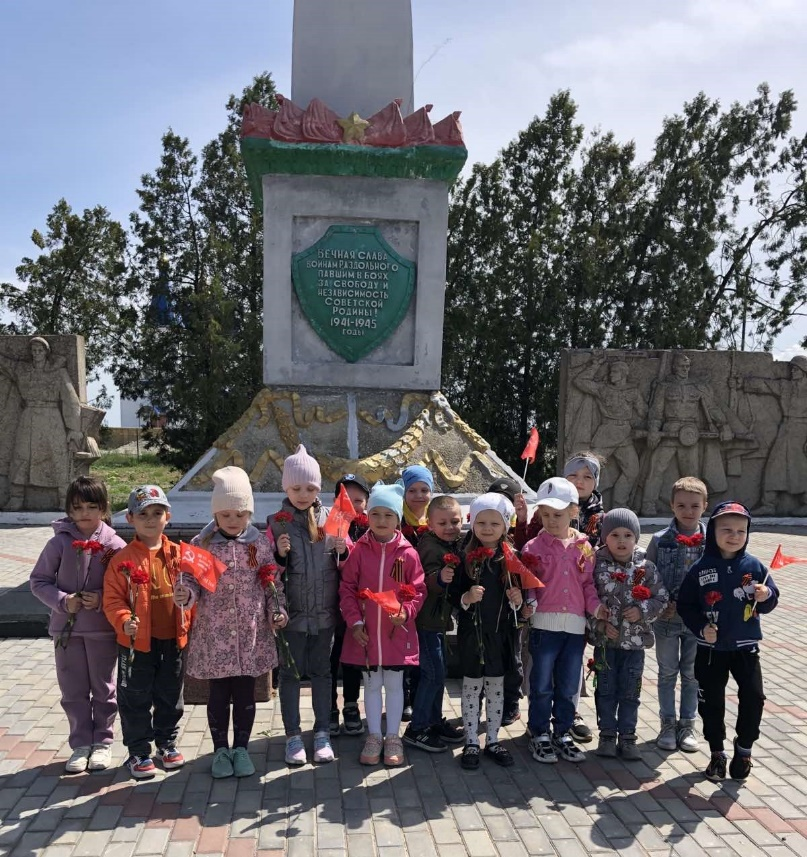 ВЕЧНАЯ СЛАВА
ВОИНАМ РАЗДОЛЬНОГО
ПАВШИМ В БОЯХ
ЗА СВОБОДУ И
НЕЗАВИСИМОСТЬ
СОВЕТСКОЙ
РОДИНЫ!
1941-1945
ГОДЫ